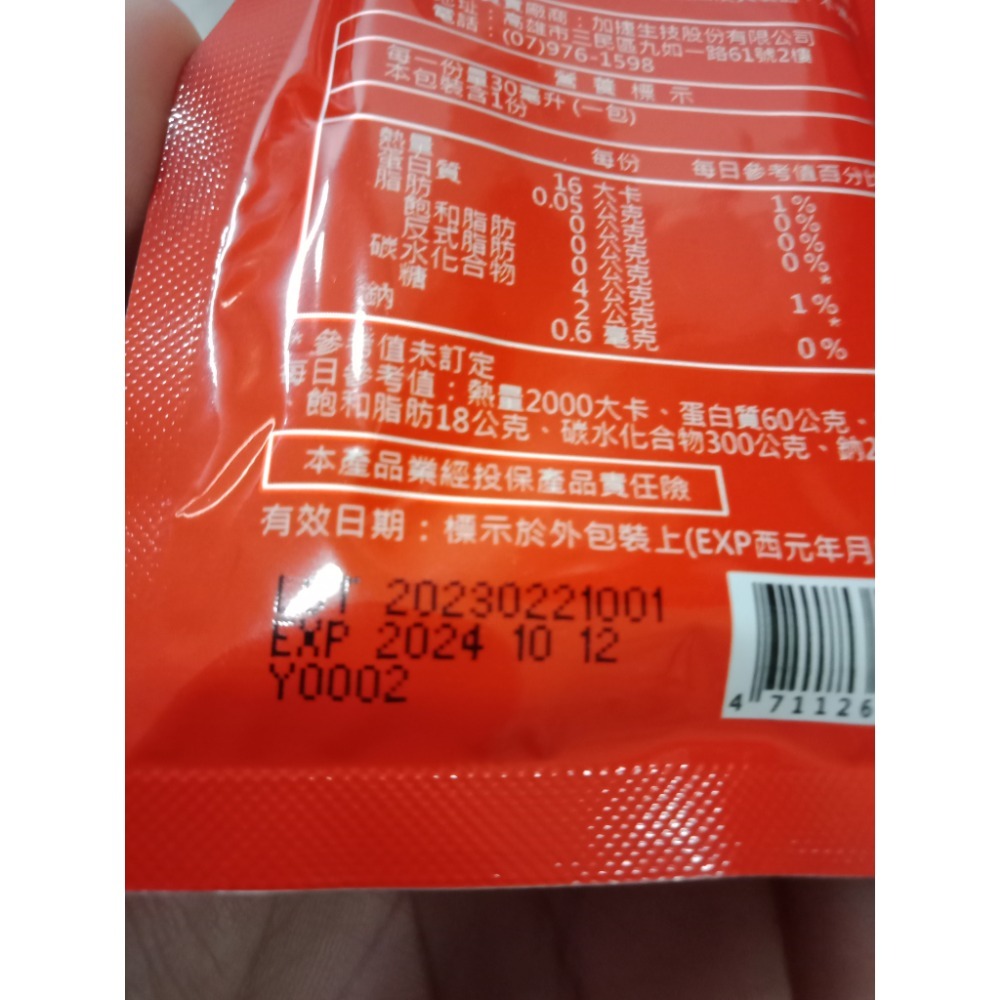 廠商：加捷生技股份有限公司
地址：高雄市三民區九如一路61號2樓
電話：(07)976-1598
營養標示
每一份量30毫升(一包)
本包裝含1份
每份 每日參考值百分比
熱量 16 大卡 1%
蛋白質 0.05 公克 0%
脂肪 0 公克 0%
飽和脂肪 0 公克 0%
反式脂肪 0 公克 *
碳水化合物 4 公克 1%
糖 2 公克 *
鈉 0.6 毫克 0%
* 參考值未訂定
每日參考值：熱量2000大卡、蛋白質60公克、
飽和脂肪18公克、碳水化合物300公克、鈉2
本產品業經投保產品責任險
有效日期：標示於外包裝上(EXP西元年月
LOT 20230221001
EXP 2024 10 12
Y0002
4 71126